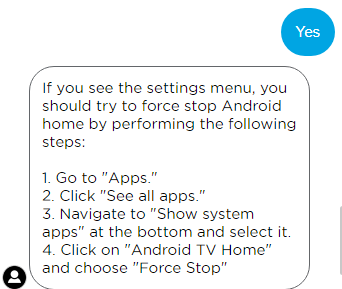 Yes
If you see the settings menu, you
should try to force stop Android
home by performing the following
steps:
1. Go to "Apps."
2. Click "See all apps."
3. Navigate to "Show system
apps" at the bottom and select it.
4. Click on "Android TV Home"
and choose "Force Stop"